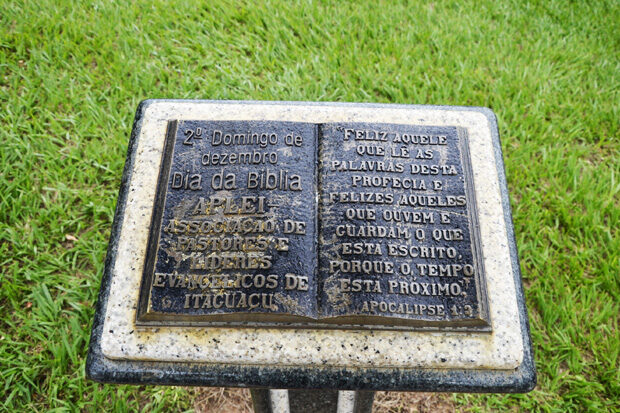 2º Domingo de
dezembro
Dia da Bíblia
APLEI-
ASSOCIAÇÃO DE
PASTORES E
LÍDERES
EVANGÉLICOS DE
ITAGUAÇU
"FELIZ AQUELE
QUE LÊ AS
PALAVRAS DESTA
PROFECIA E
FELIZES AQUELES
QUE OUVEM E
GUARDAM O QUE
ESTÁ ESCRITO,
PORQUE O TEMPO
ESTÁ PRÓXIMO."
APOCALIPSE 1:3